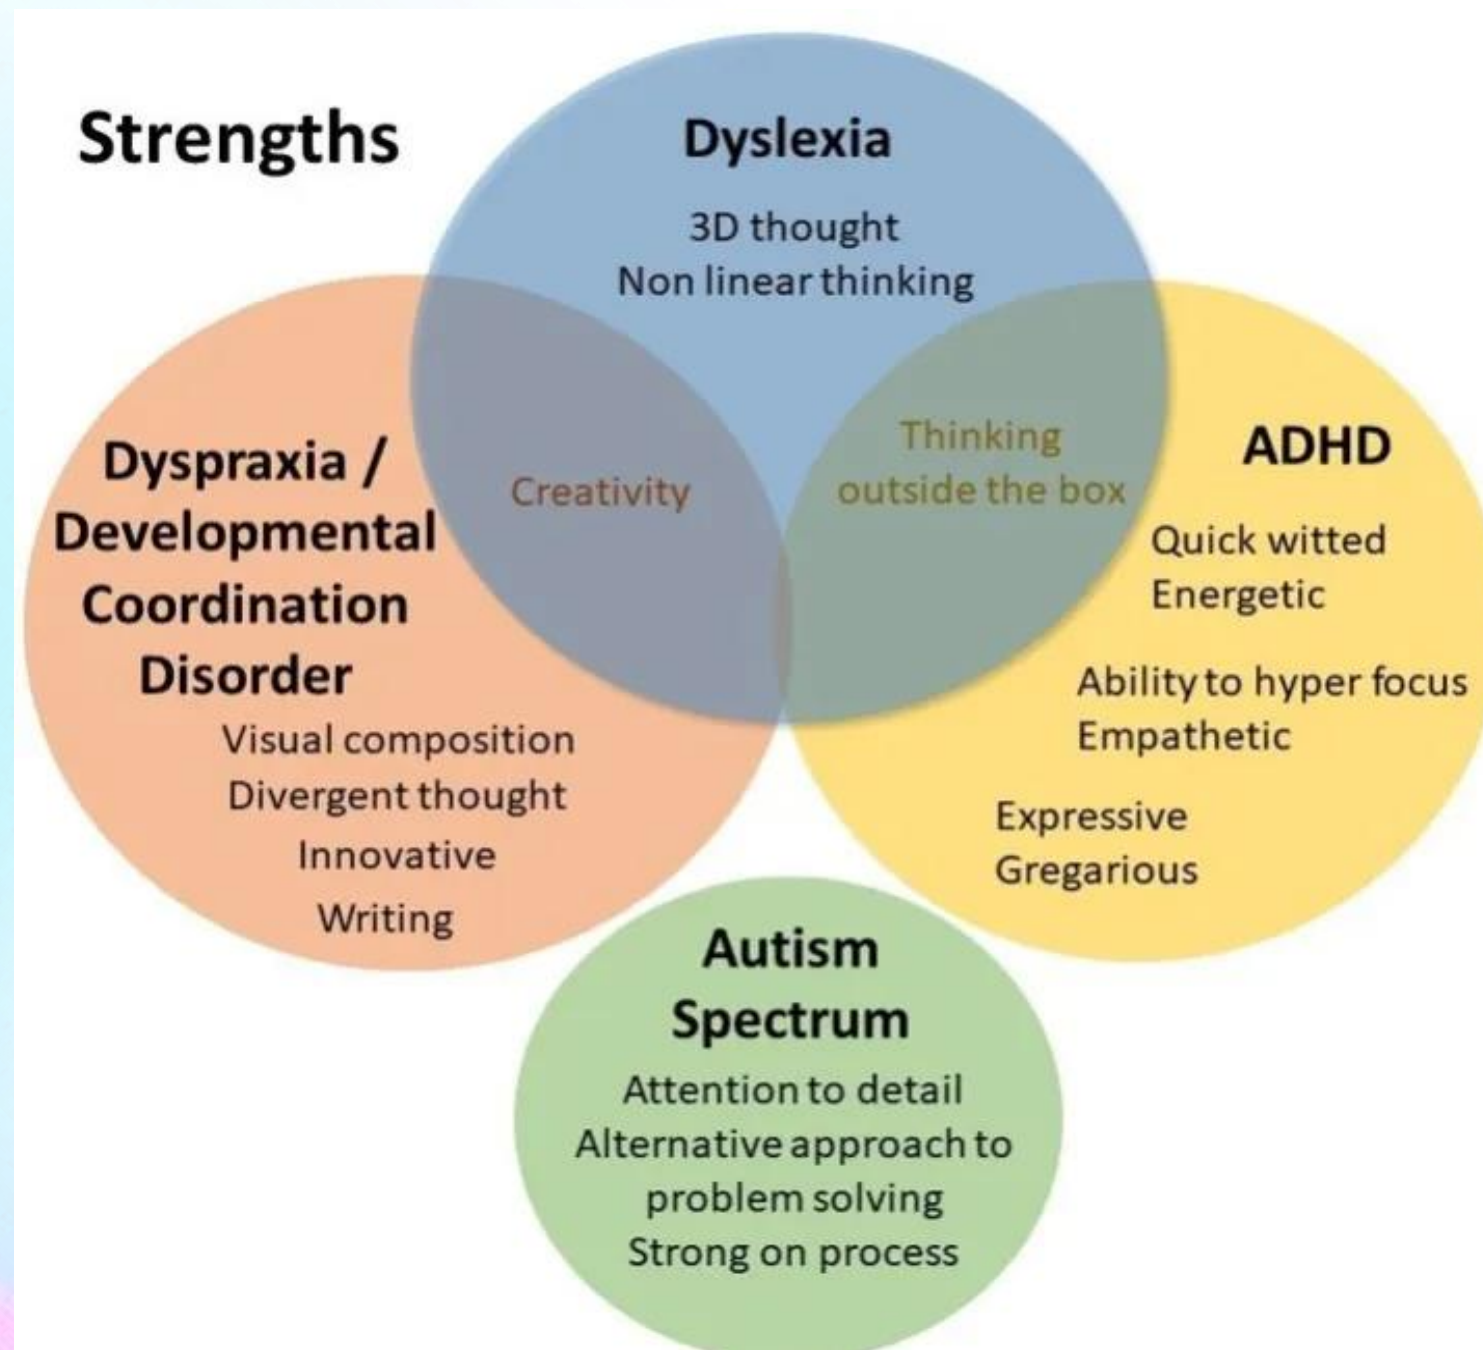 Strengths
Dyslexia
3D thought
Non linear thinking
Dyspraxia /
Developmental
Coordination
Disorder
Visual composition
Divergent thought
Innovative
Writing
Creativity
Thinking
outside the box
ADHD
Quick witted
Energetic
Ability to hyper focus
Empathetic
Expressive
Gregarious
Autism
Spectrum
Attention to detail
Alternative approach to
problem solving
Strong on process